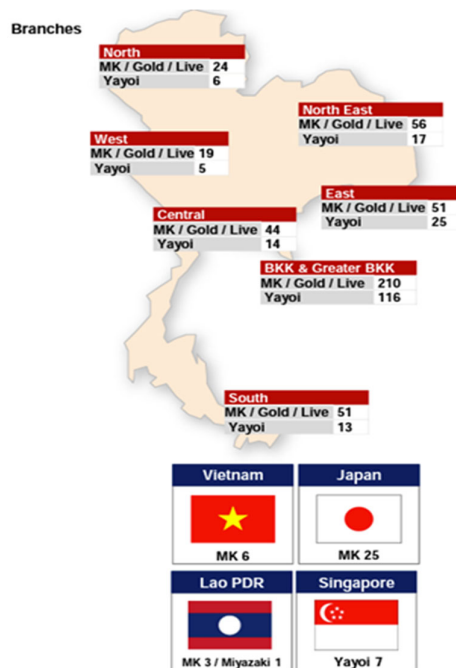 Branches
North
MK / Gold / Live 24
Yayoi 6
North East
MK / Gold / Live 56
Yayoi 17
West
MK / Gold / Live 19
Yayoi 5
East
MK / Gold / Live 51
Yayoi 25
Central
MK / Gold / Live 44
Yayoi 14
BKK & Greater BKK
MK / Gold / Live 210
Yayoi 116
South
MK / Gold / Live 51
Yayoi 13
Vietnam
MK 6
Japan
MK 25
Lao PDR
MK 3 / Miyazaki 1
Singapore
Yayoi 7